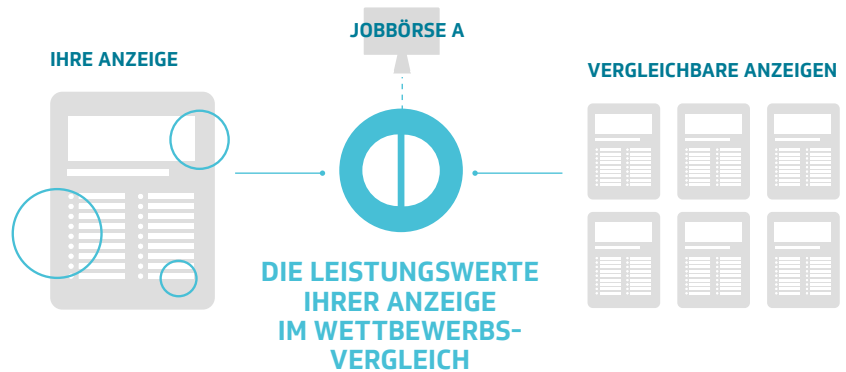 JOBBÖRSE A
IHRE ANZEIGE
VERGLEICHBARE ANZEIGEN
DIE LEISTUNGSWERTE
IHRER ANZEIGE
IM WETTBEWERBS-
VERGLEICH